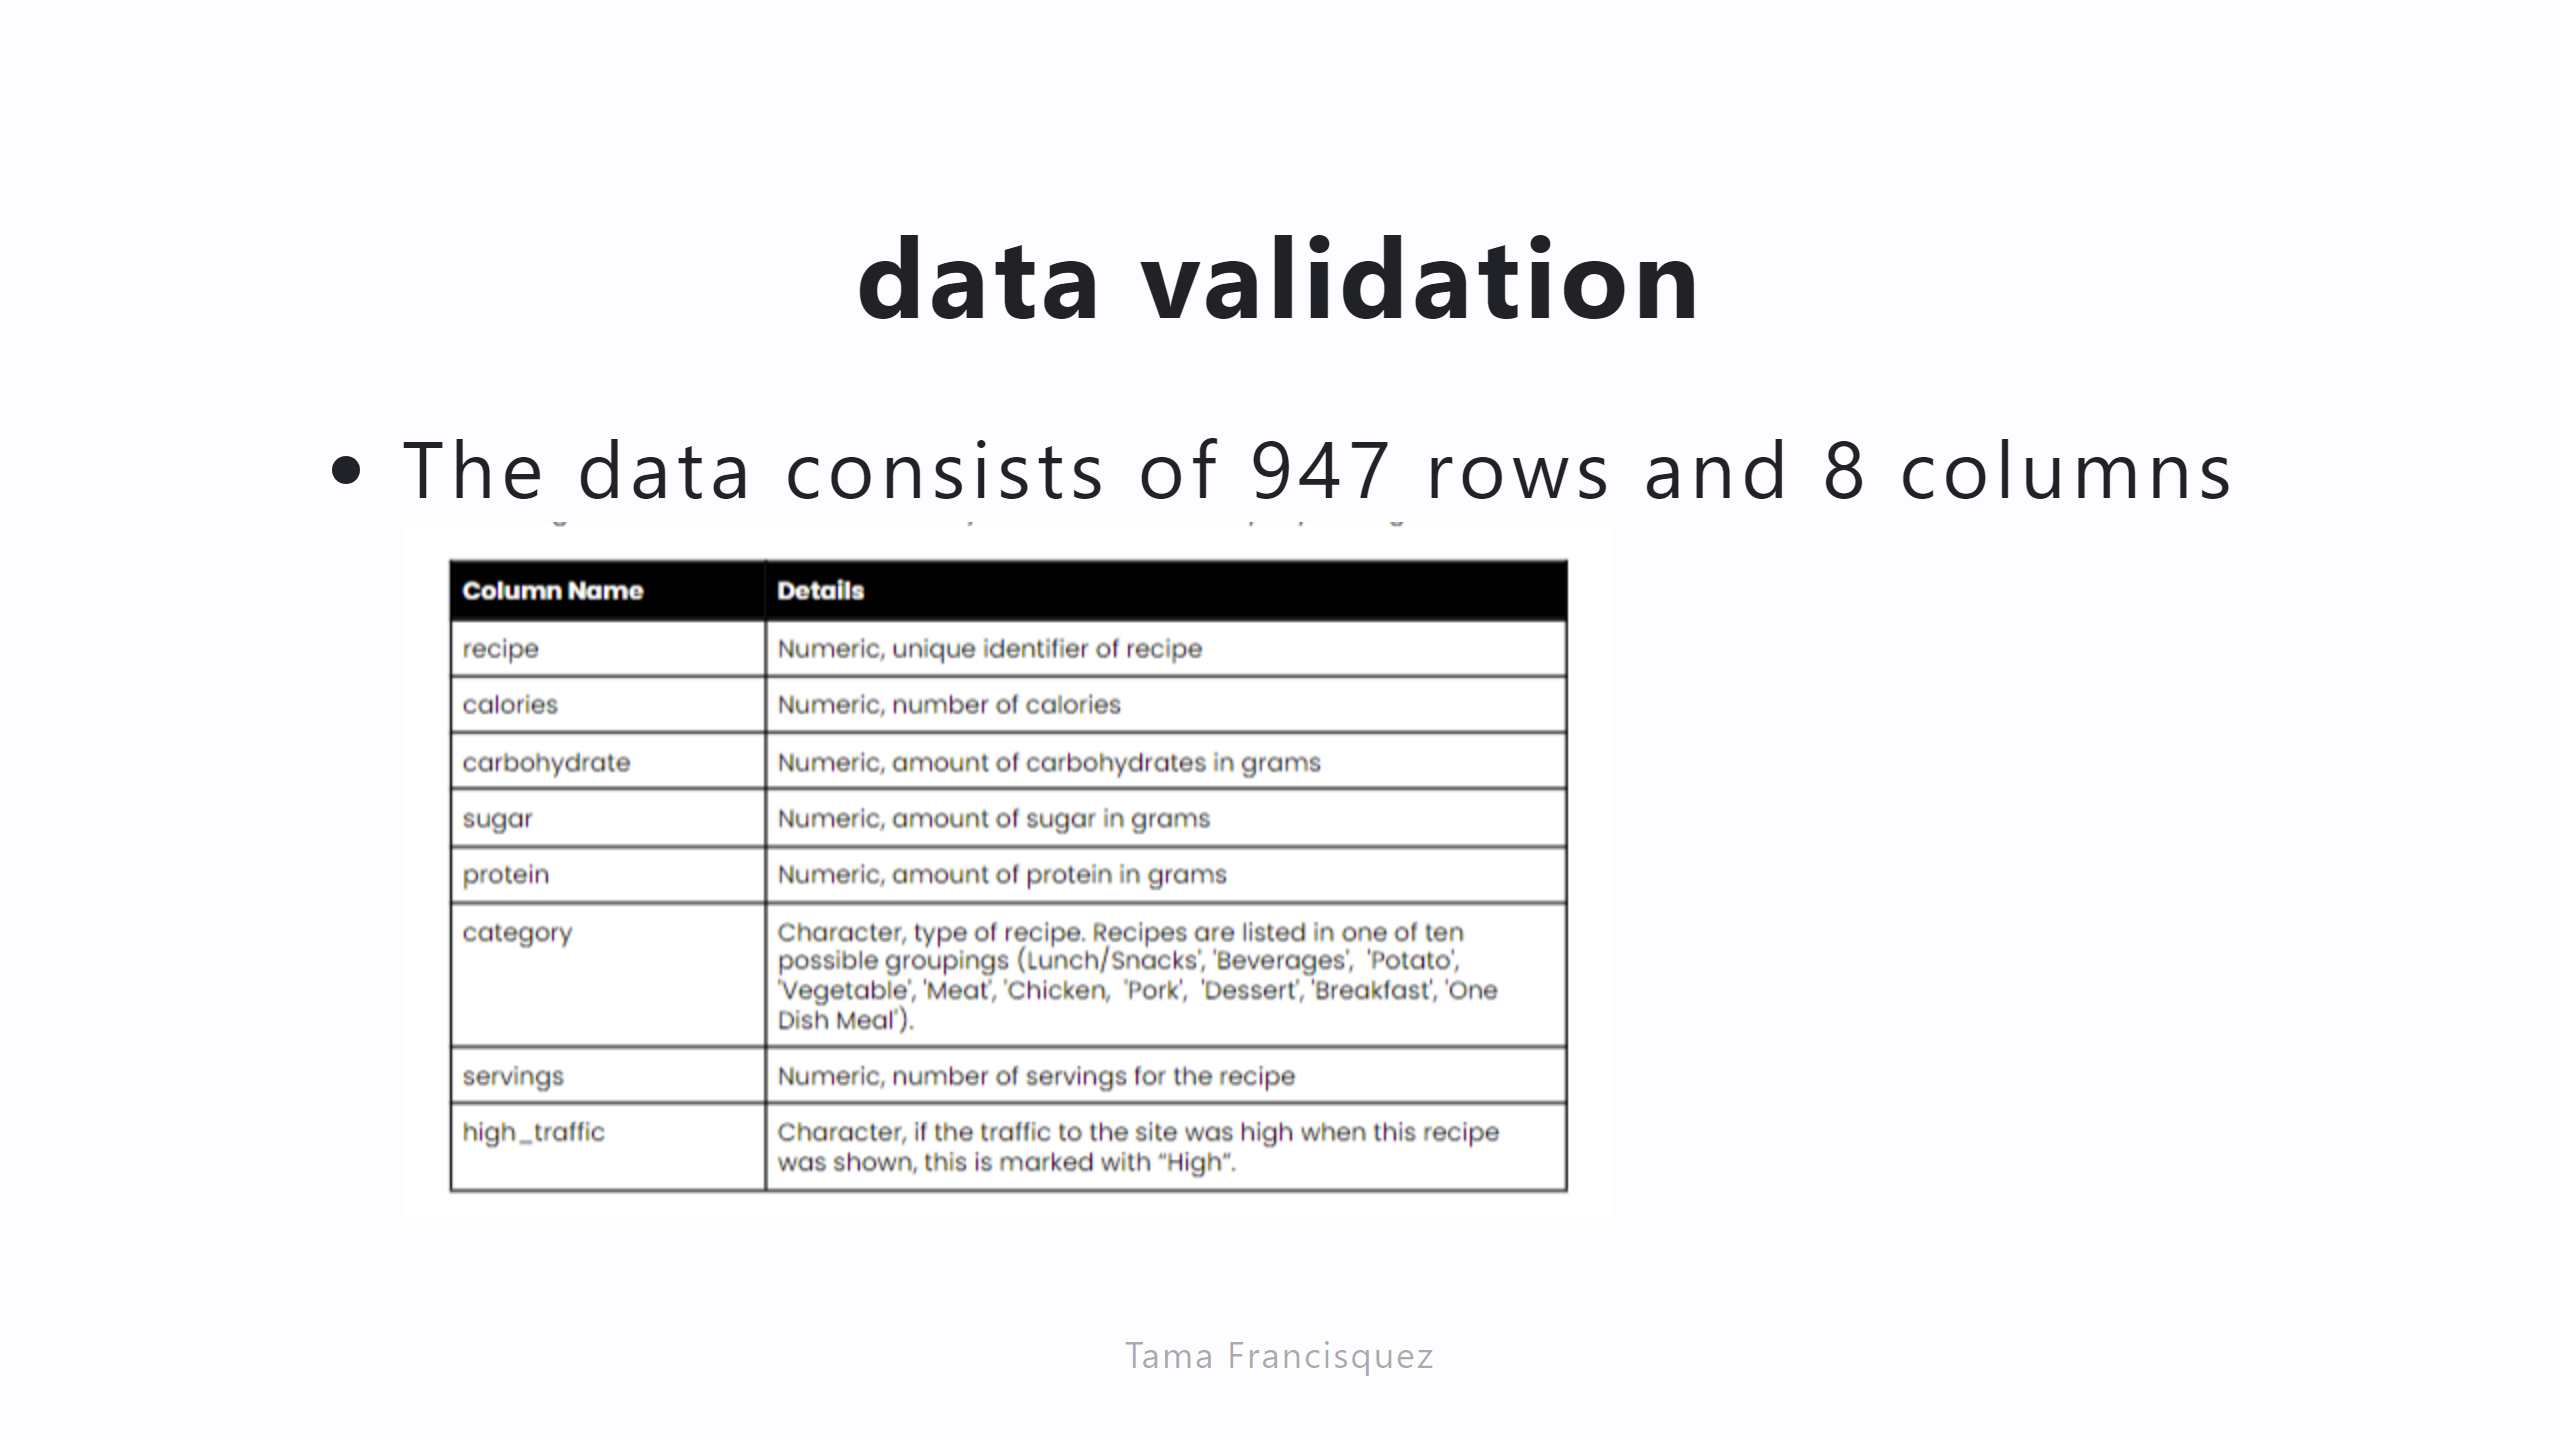 data validation
• The data consists of 947 rows and 8 columns
Column Name Details
recipe Numeric, unique identifier of recipe
calories Numeric, number of calories
carbohydrate Numeric, amount of carbohydrates in grams
sugar Numeric, amount of sugar in grams
protein Numeric, amount of protein in grams
category Character, type of recipe. Recipes are listed in one of ten
possible groupings (Lunch/Snacks', 'Beverages', 'Potato',
'Vegetable', 'Meat', 'Chicken, 'Pork', 'Dessert', 'Breakfast', 'One
Dish Meal').
servings Numeric, number of servings for the recipe
high_traffic Character, if the traffic to the site was high when this recipe
was shown, this is marked with “High”.
Tama Francisquez